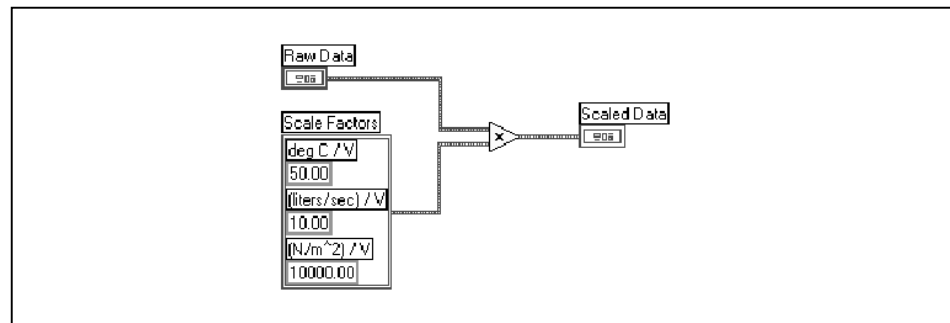 Raw Data
Scale Factors
deg C / V
50.00
(liters/sec) / V
10.00
(N/m^2) / V
10000.00
x
Scaled Data